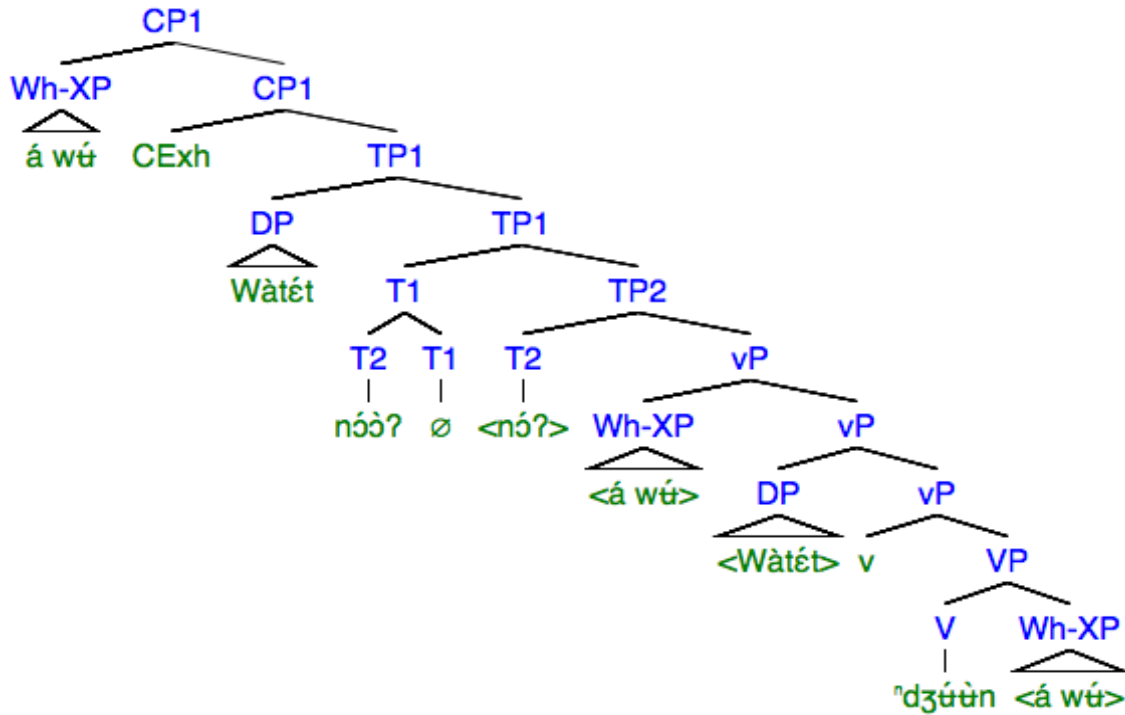 CP1
Wh-XP CP1
á wʉ́ CExh TP1
DP TP1
Wàtɛ́t T1 TP2
T2 T1 T2 vP
nɔ́ɔ̀? ∅ <nɔ́?> Wh-XP vP
<á wʉ́> DP vP
<Wàtɛ́t> v VP
V Wh-XP
ⁿdʒʉ́ʉ̀n <á wʉ́>